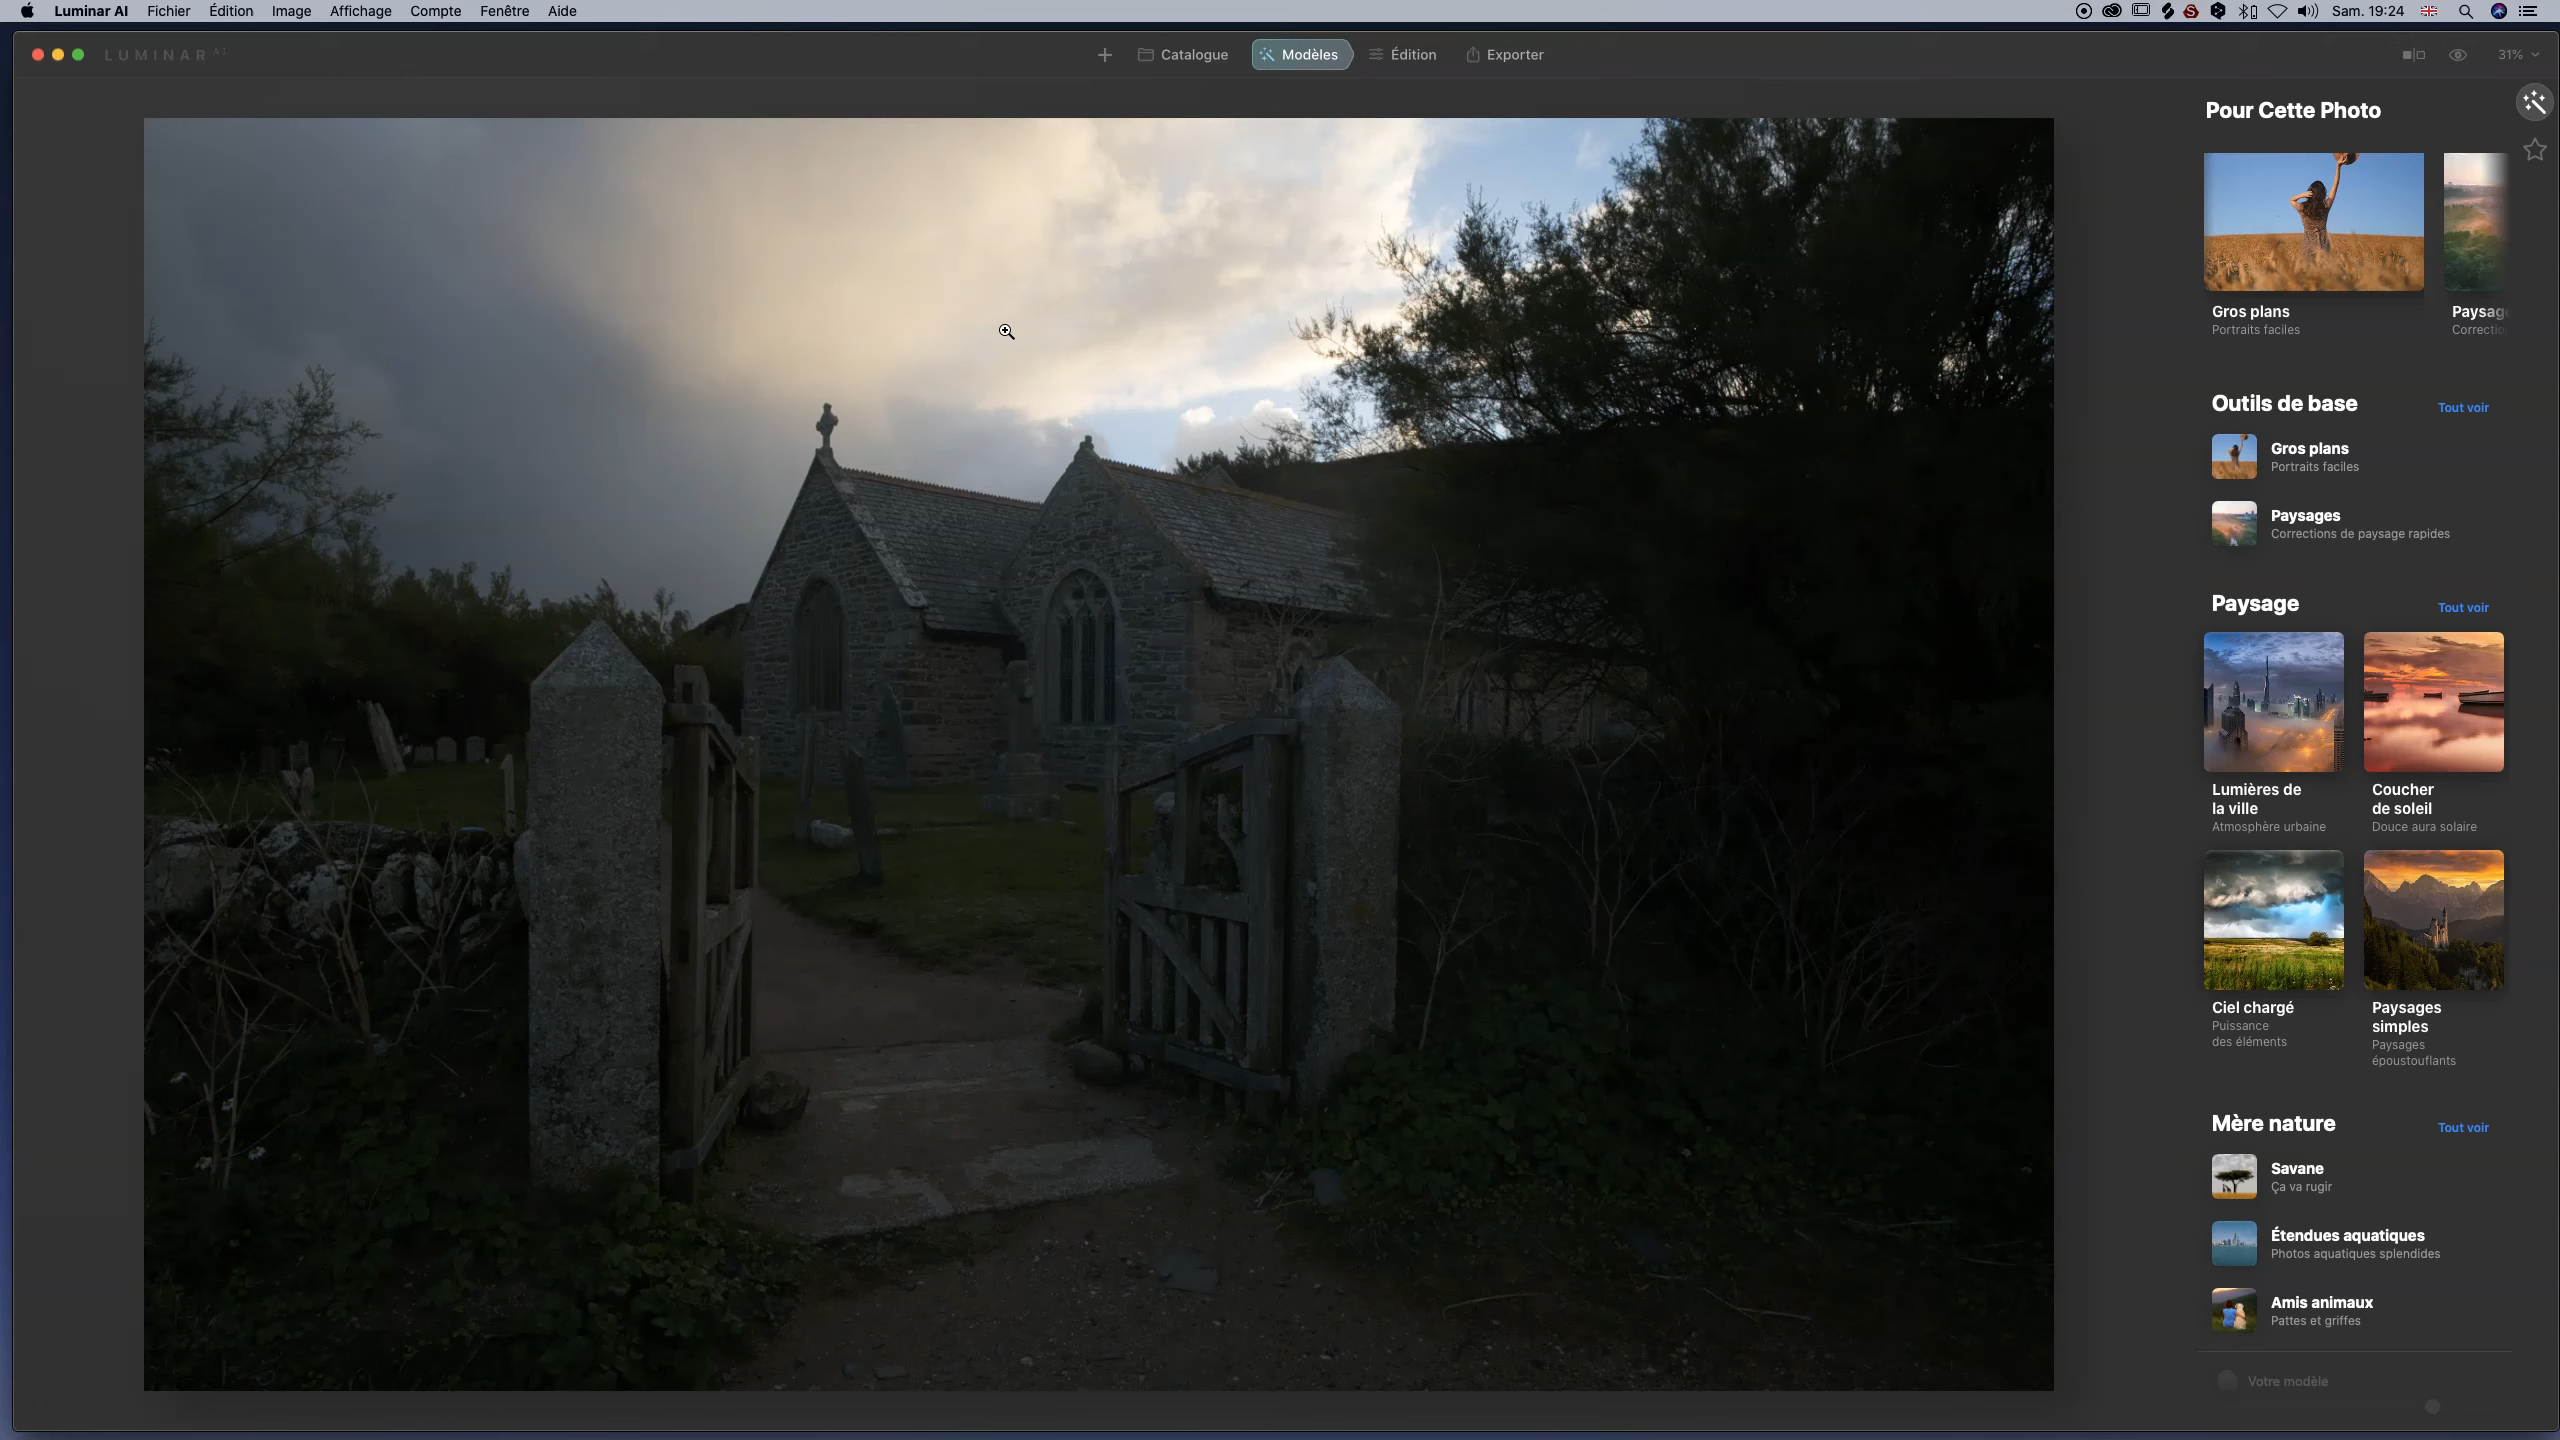 Luminar AI Fichier Édition Image Affichage Compte Fenêtre Aide
Sam. 19:24
LUMINAR AI
Catalogue
Modèles
Édition
Exporter
31%
Pour Cette Photo
Gros plans
Portraits faciles
Outils de base
Tout voir
Gros plans
Portraits faciles
Paysages
Corrections de paysage rapides
Paysage
Tout voir
Lumières de
la ville
Atmosphère urbaine
Coucher
de soleil
Douce aura solaire
Ciel chargé
Puissance
des éléments
Paysages
simples
Paysages
époustouflants
Mère nature
Tout voir
Savane
Ça va rugir
Étendues aquatiques
Photos aquatiques splendides
Amis animaux
Pattes et griffes
Votre modèle